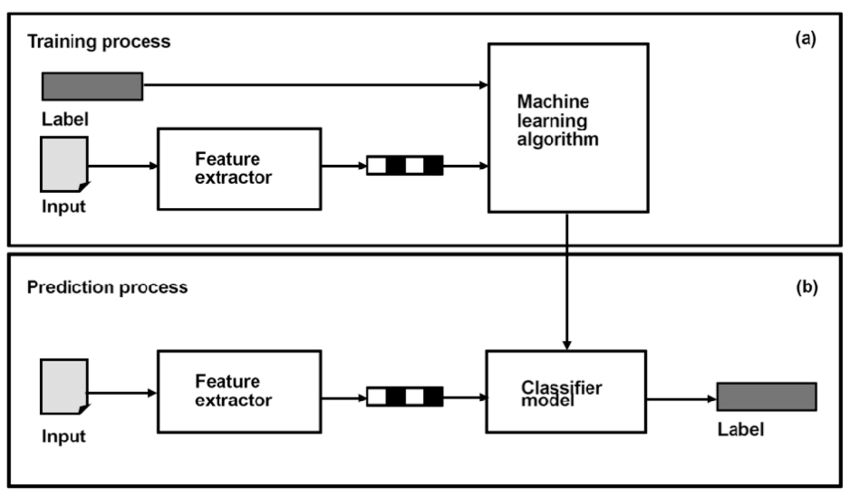 Training process
(a)
Label
Machine
learning
algorithm
Feature
extractor
Input
Prediction process
(b)
Feature
extractor
Classifier
model
Input
Label